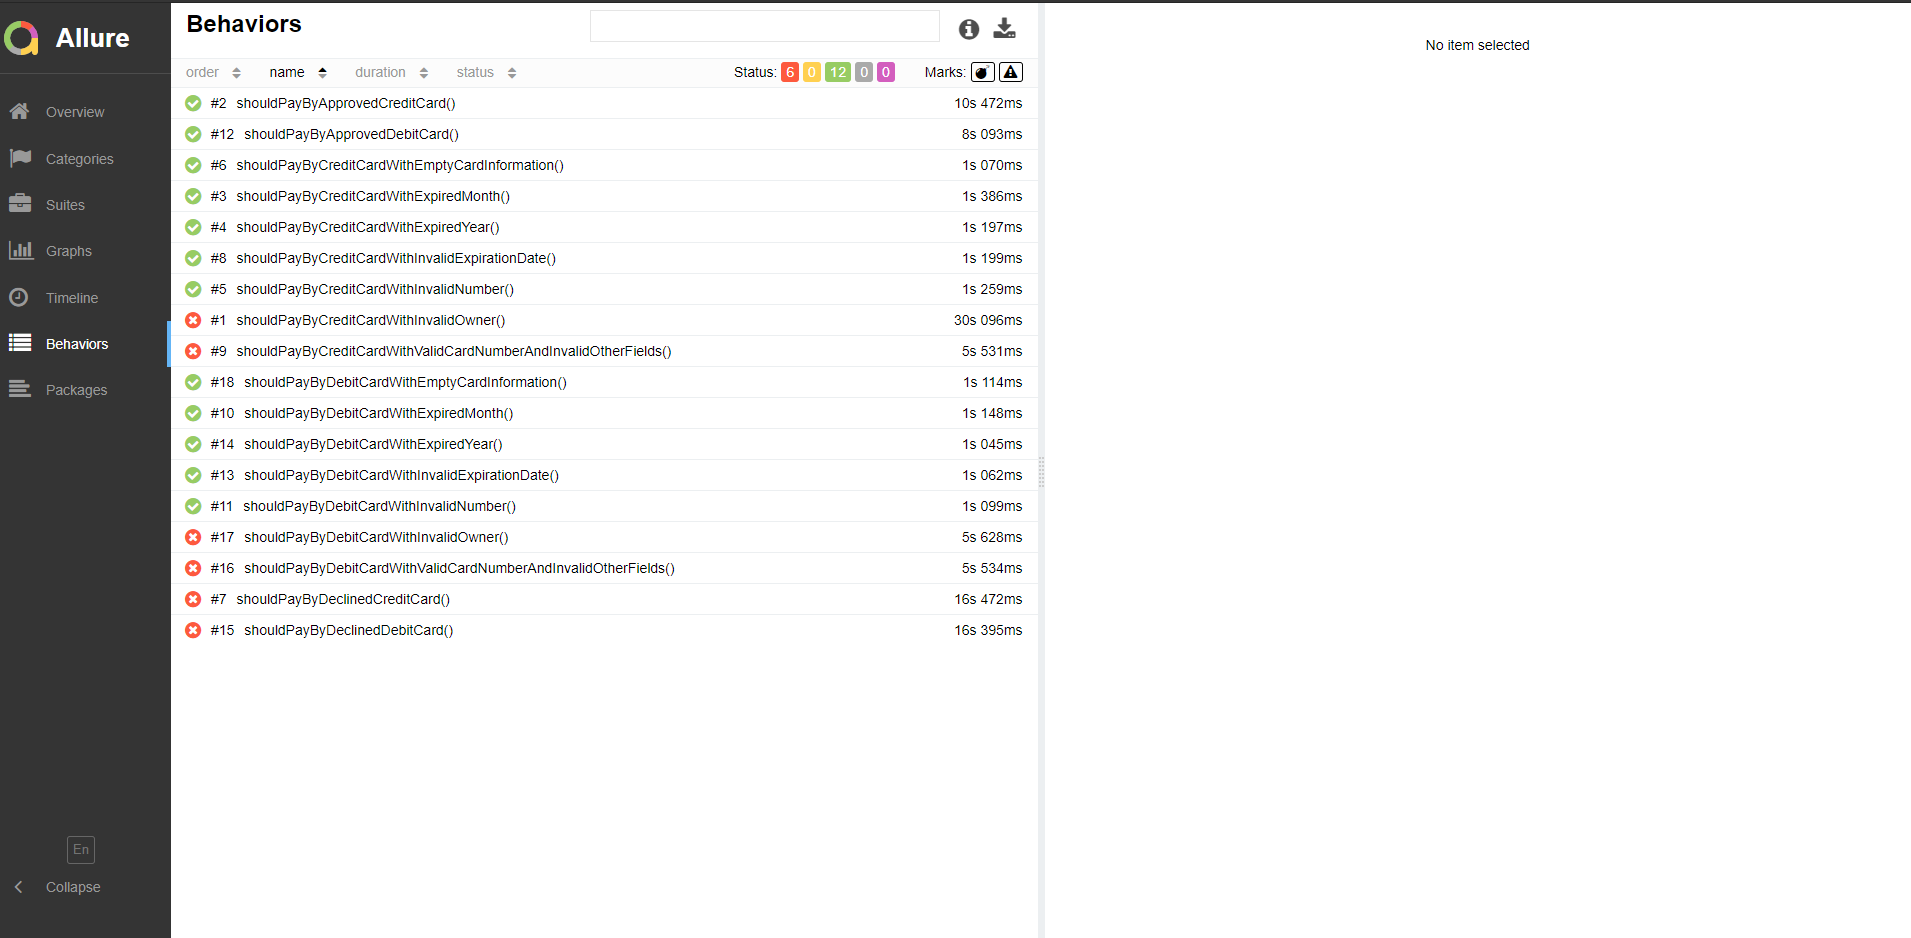 Allure
Overview
Categories
Suites
Graphs
Timeline
Behaviors
Packages
En
Collapse
Behaviors
order name duration status Status: 6 0 12 0 0 Marks:
#2 shouldPayByApprovedCreditCard() 10s 472ms
#12 shouldPayByApprovedDebitCard() 8s 093ms
#6 shouldPayByCreditCardWithEmptyCardInformation() 1s 070ms
#3 shouldPayByCreditCardWithExpiredMonth() 1s 386ms
#4 shouldPayByCreditCardWithExpiredYear() 1s 197ms
#8 shouldPayByCreditCardWithInvalidExpirationDate() 1s 199ms
#5 shouldPayByCreditCardWithInvalidNumber() 1s 259ms
#1 shouldPayByCreditCardWithInvalidOwner() 30s 096ms
#9 shouldPayByCreditCardWithValidCardNumberAndInvalidOtherFields() 5s 531ms
#18 shouldPayByDebitCardWithEmptyCardInformation() 1s 114ms
#10 shouldPayByDebitCardWithExpiredMonth() 1s 148ms
#14 shouldPayByDebitCardWithExpiredYear() 1s 045ms
#13 shouldPayByDebitCardWithInvalidExpirationDate() 1s 062ms
#11 shouldPayByDebitCardWithInvalidNumber() 1s 099ms
#17 shouldPayByDebitCardWithInvalidOwner() 5s 628ms
#16 shouldPayByDebitCardWithValidCardNumberAndInvalidOtherFields() 5s 534ms
#7 shouldPayByDeclinedCreditCard() 16s 472ms
#15 shouldPayByDeclinedDebitCard() 16s 395ms
No item selected